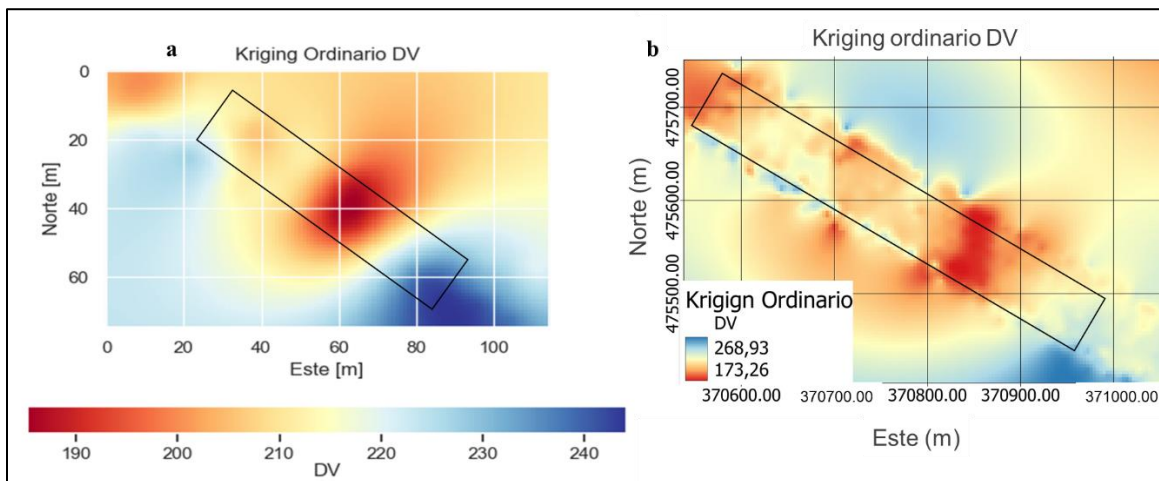 a
Kriging Ordinario DV
0
20
40
60
Norte [m]
0
20
40
60
80
100
Este [m]
190
200
210
220
230
240
DV
b
Kriging ordinario DV
475700.00
475600.00
475500.00
Norte (m)
Krigign Ordinario
DV
268,93
173,26
370600.00
370700.00
370800.00
370900.00
371000.00
Este (m)